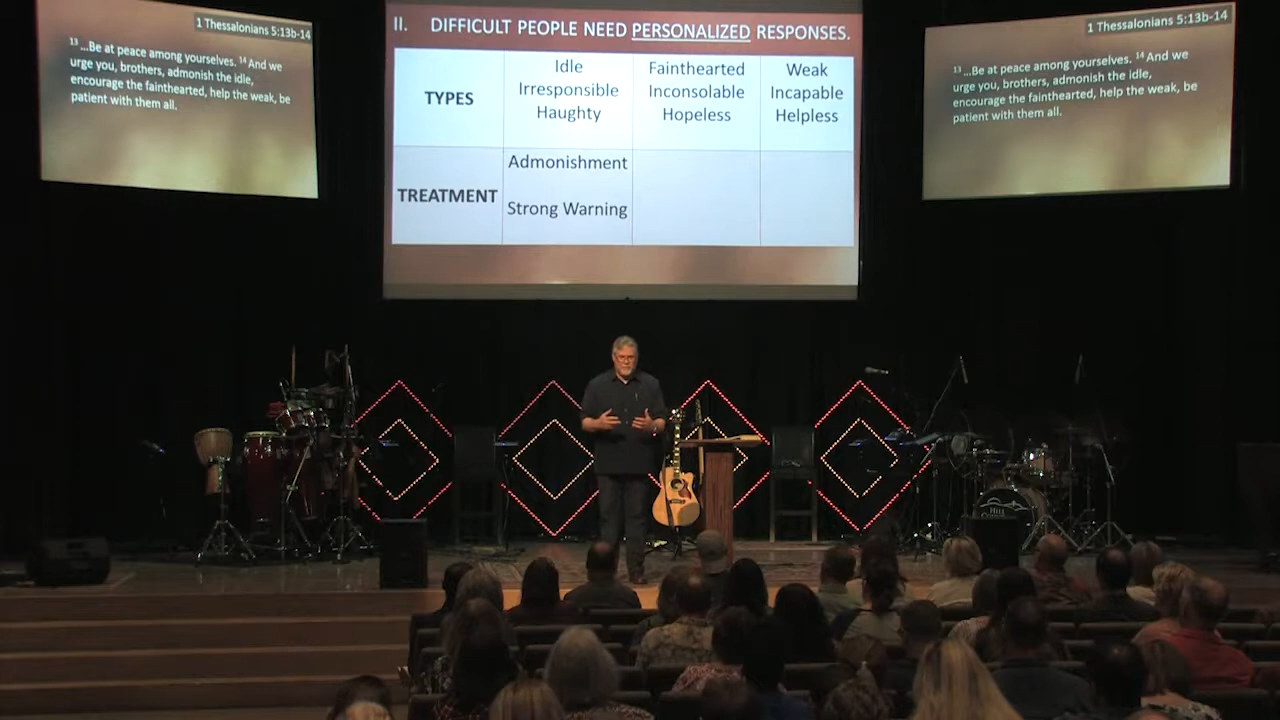 1 Thessalonians 5:13b-14
13 ...Be at peace among yourselves. 14 And we
urge you, brothers, admonish the idle,
encourage the fainthearted, help the weak, be
patient with them all.
II. DIFFICULT PEOPLE NEED PERSONALIZED RESPONSES.
TYPES
Idle
Irresponsible
Haughty
Fainthearted
Inconsolable
Hopeless
Weak
Incapable
Helpless
TREATMENT
Admonishment
Strong Warning
1 Thessalonians 5:13b-14
13 ...Be at peace among yourselves. 14 And we
urge you, brothers, admonish the idle,
encourage the fainthearted, help the weak, be
patient with them all.